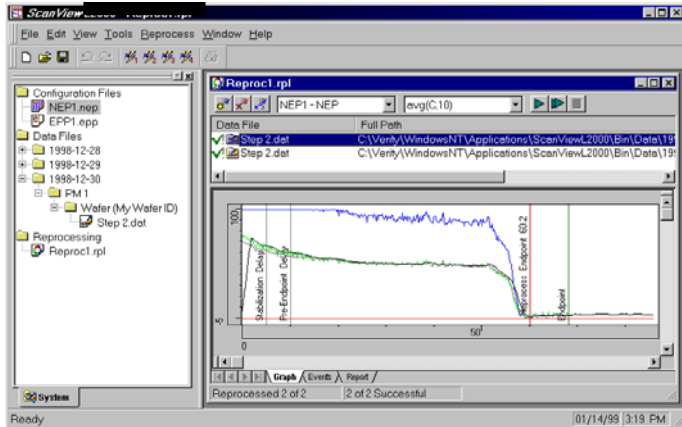 ScanView L2000 - Reproc1.rpl
File Edit View Tools Reprocess Window Help
Configuration Files
NEP1.nep
EPP1.epp
Data Files
1998-12-28
1998-12-29
1998-12-30
PM 1
Wafer (My Wafer ID)
Step 2.dat
Reprocessing
Reproc1.rpl
System
Reproc1.rpl
NEP1 - NEP avg(C,10)
Data File Full Path
Step 2.dat C:\Verity\WindowsNT\Applications\ScanViewL2000\Bin\Data\19
Step 2.dat C:\Verity\WindowsNT\Applications\ScanViewL2000\Bin\Data\19
100
Stabilization Delay
Pre-Endpoint Delay
Reprocess Endpoint 60.2
Endpoint
-5
50
0
Graph Events Report
Reprocessed 2 of 2 2 of 2 Successful
Ready 01/14/99 3:19 PM